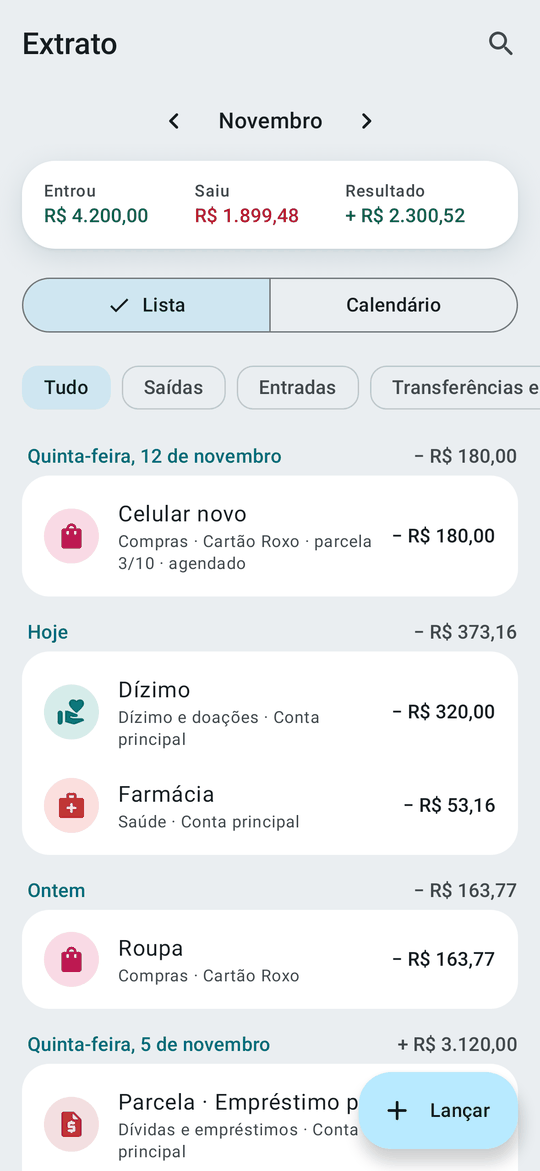 Extrato
Novembro
Entrou
Saiu
Resultado
R$ 4.200,00
R$ 1.899,48
+ R$ 2.300,52
Lista
Calendário
Tudo
Saídas
Entradas
Transferências e
Quinta-feira, 12 de novembro
− R$ 180,00
Celular novo
Compras · Cartão Roxo · parcela
3/10 · agendado
− R$ 180,00
Hoje
− R$ 373,16
Dízimo
Dízimo e doações · Conta
principal
− R$ 320,00
Farmácia
Saúde · Conta principal
− R$ 53,16
Ontem
− R$ 163,77
Roupa
Compras · Cartão Roxo
− R$ 163,77
Quinta-feira, 5 de novembro
+ R$ 3.120,00
Parcela · Empréstimo p
Dívidas e empréstimos · Conta
principal
Lançar